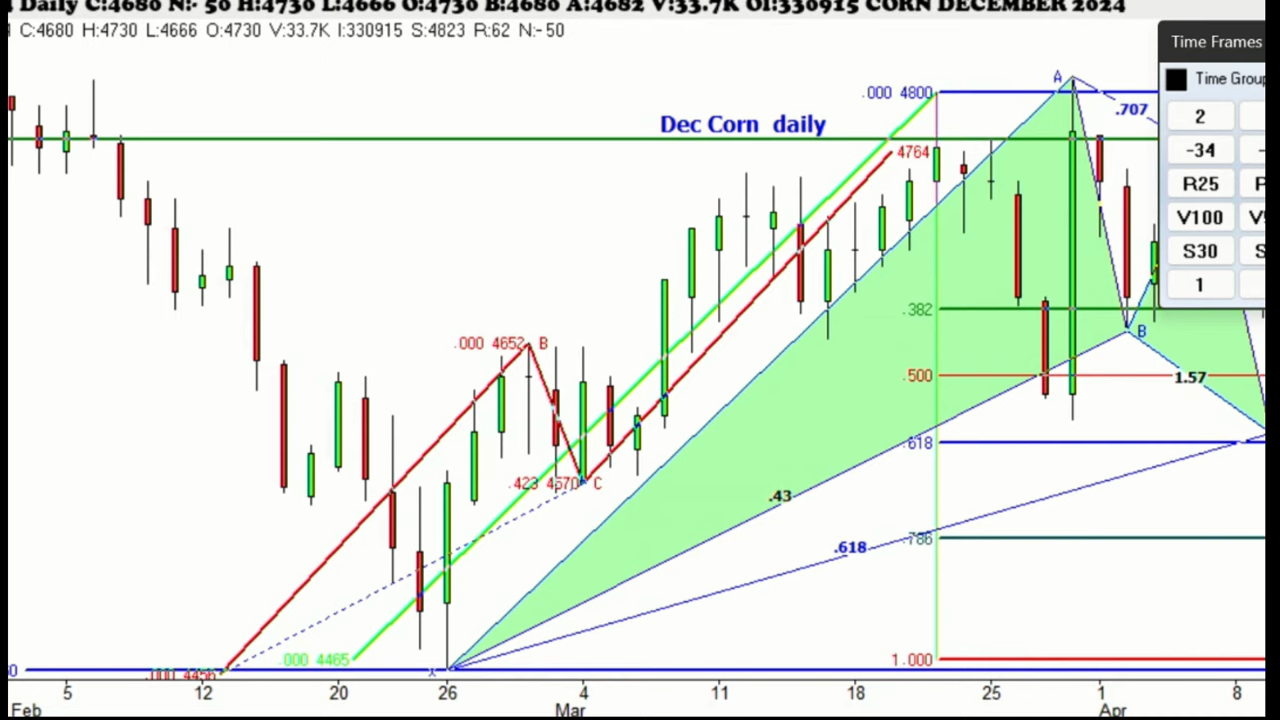 Daily C:4680 N:- 50 H:4730 L:4666 O:4730 B:4680 A:4682 V:33.7K OI:330915 CORN DECEMBER 2024
C:4680 H:4730 L:4666 O:4730 V:33.7K I:330915 S:4823 R:62 N:-50
Time Frames
Time Group
2
-34
R25
V100
S30
1
A
.000 4800
.707
Dec Corn daily
4764
.382
.000 4652 B
B
.500
1.57
.618
.423 4570 C
.43
.786
.618
.000 4465
1.000
X
.000 4456
5
12
20
26
4
11
18
25
1
8
Feb
Mar
Apr